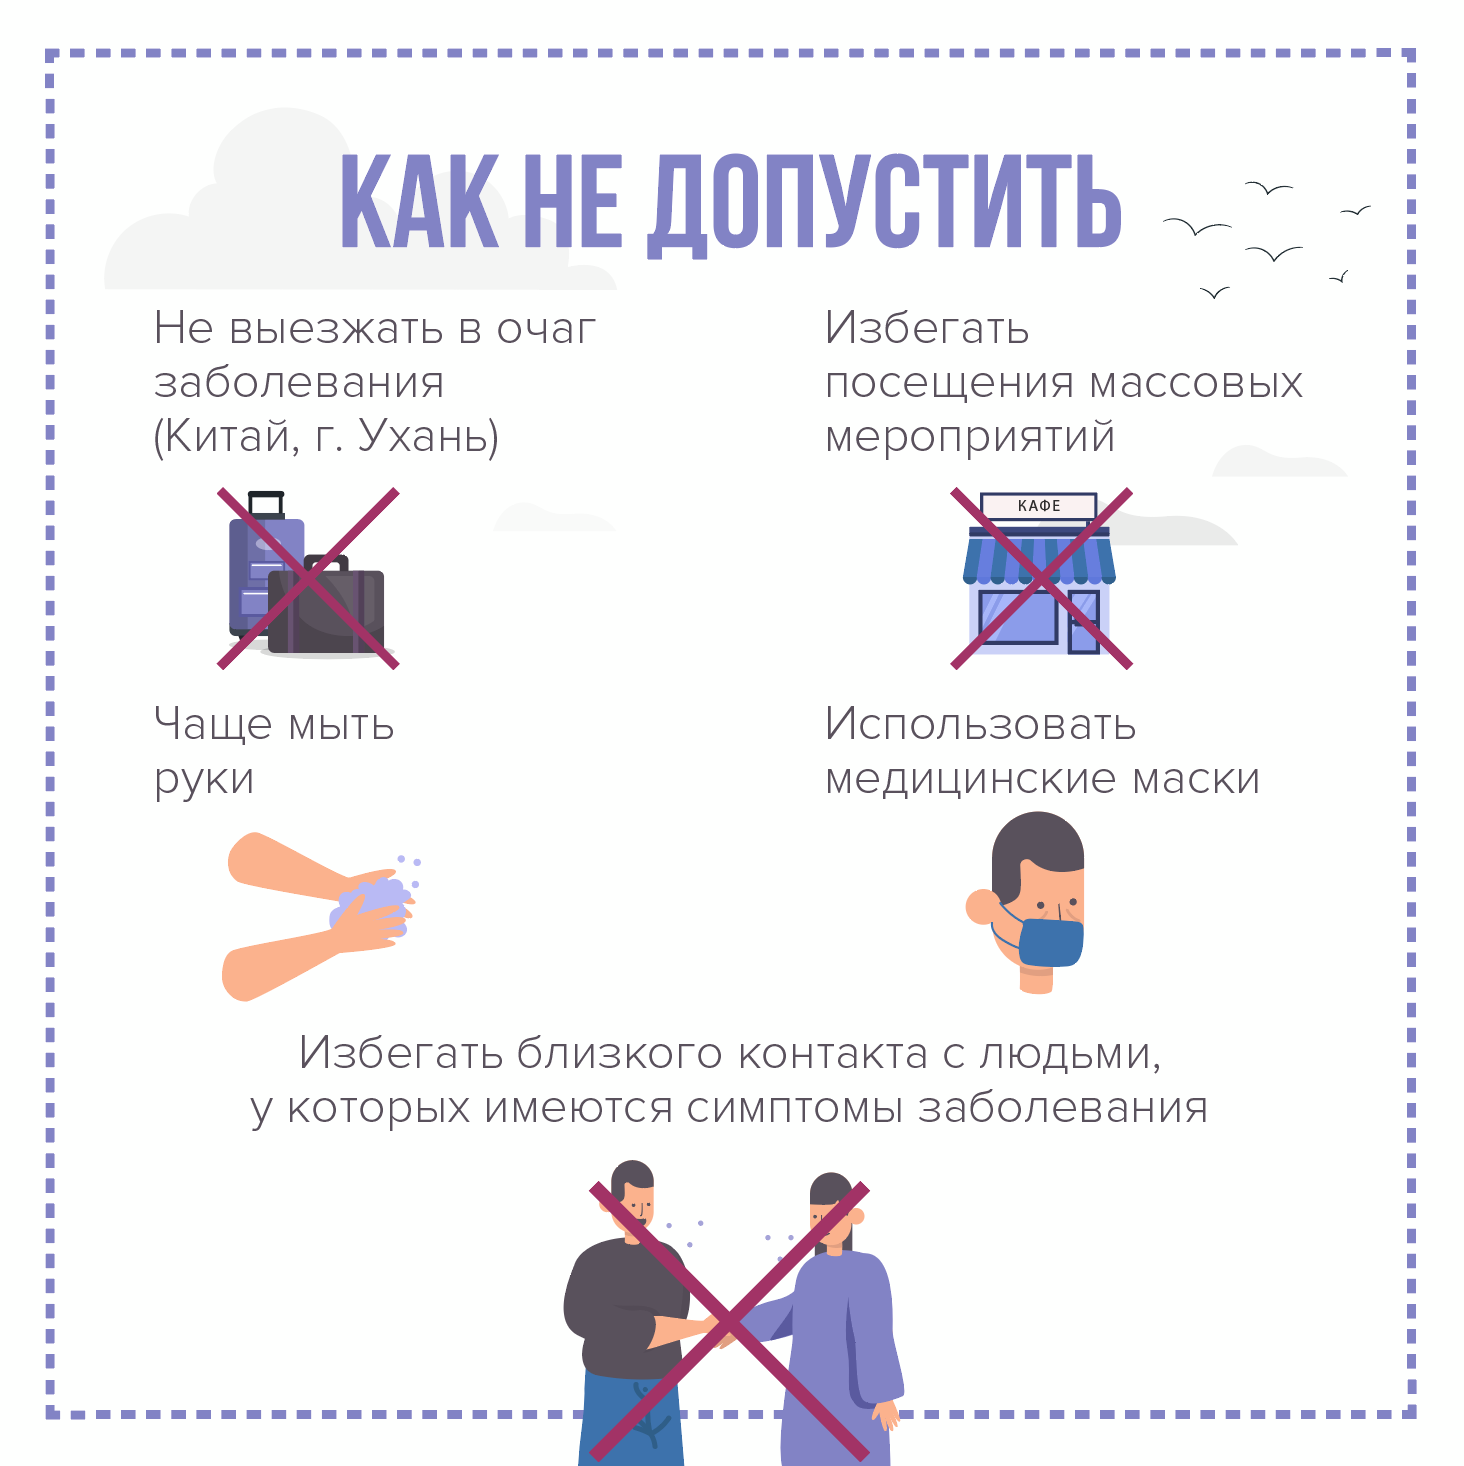 КАК НЕ ДОПУСТИТЬ
Не выезжать в очаг
заболевания
(Китай, г. Ухань)
Избегать
посещения массовых
мероприятий
КАФЕ
Чаще мыть
руки
Использовать
медицинские маски
Избегать близкого контакта с людьми,
у которых имеются симптомы заболевания